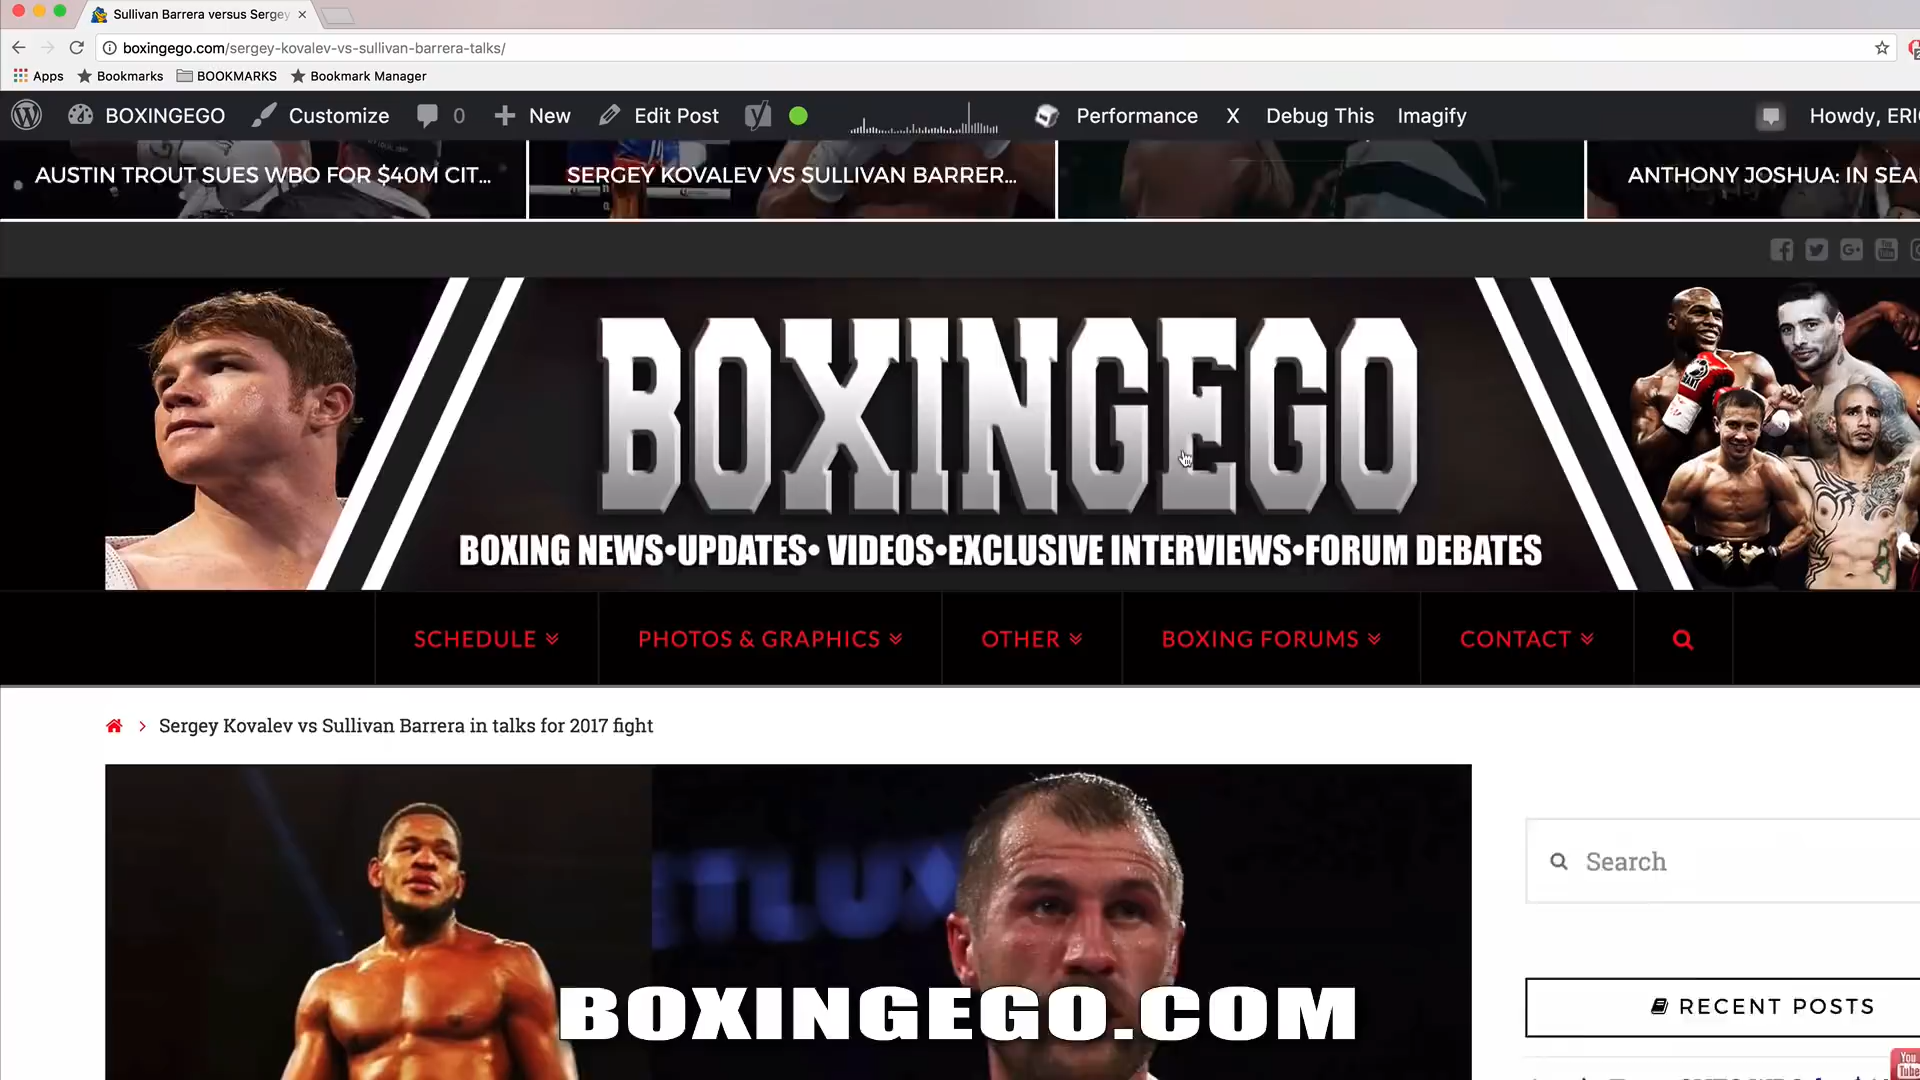 Sullivan Barrera versus Sergey
boxingego.com/sergey-kovalev-vs-sullivan-barrera-talks/
Apps Bookmarks BOOKMARKS Bookmark Manager
BOXINGEGO Customize 0 New Edit Post Performance X Debug This Imagify Howdy, ERI
AUSTIN TROUT SUES WBO FOR $40M CIT... SERGEY KOVALEV VS SULLIVAN BARRER... ANTHONY JOSHUA: IN SEA
BOXINGEGO
BOXING NEWS•UPDATES• VIDEOS•EXCLUSIVE INTERVIEWS•FORUM DEBATES
SCHEDULE PHOTOS & GRAPHICS OTHER BOXING FORUMS CONTACT
Sergey Kovalev vs Sullivan Barrera in talks for 2017 fight
Search
RECENT POSTS
BOXINGEGO.COM
You
Tube